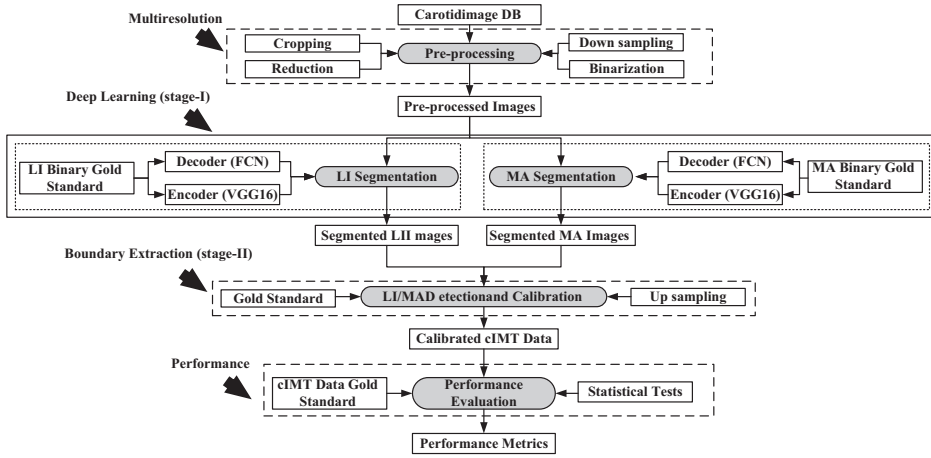 Carotidimage DB
Multiresolution
Cropping
Reduction
Pre-processing
Down sampling
Binarization
Pre-processed Images
Deep Learning (stage-I)
LI Binary Gold
Standard
Decoder (FCN)
Encoder (VGG16)
LI Segmentation
MA Segmentation
Decoder (FCN)
Encoder (VGG16)
MA Binary Gold
Standard
Segmented LII mages
Segmented MA Images
Boundary Extraction (stage-II)
Gold Standard
LI/MAD etectionand Calibration
Up sampling
Calibrated cIMT Data
Performance
cIMT Data Gold
Standard
Performance
Evaluation
Statistical Tests
Performance Metrics